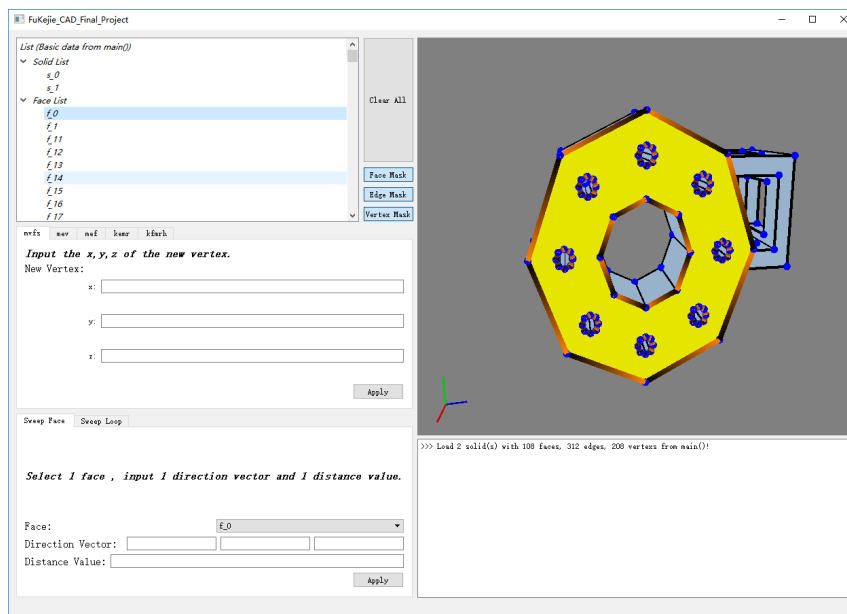 FuKejie_CAD_Final_Project
List (Basic data from main())
Solid List
s_0
s_1
Face List
f_0
f_1
f_11
f_12
f_13
f_14
f_15
f_16
f_17
Clear All
Face Mask
Edge Mask
Vertex Mask
mvfs mev mef kemr kfmrh
Input the x,y,z of the new vertex.
New Vertex:
x:
y:
z:
Apply
Sweep Face Sweep Loop
Select 1 face , input 1 direction vector and 1 distance value.
Face: f_0
Direction Vector:
Distance Value:
Apply
>>> Load 2 solid(s) with 108 faces, 312 edges, 208 vertexs from main()!